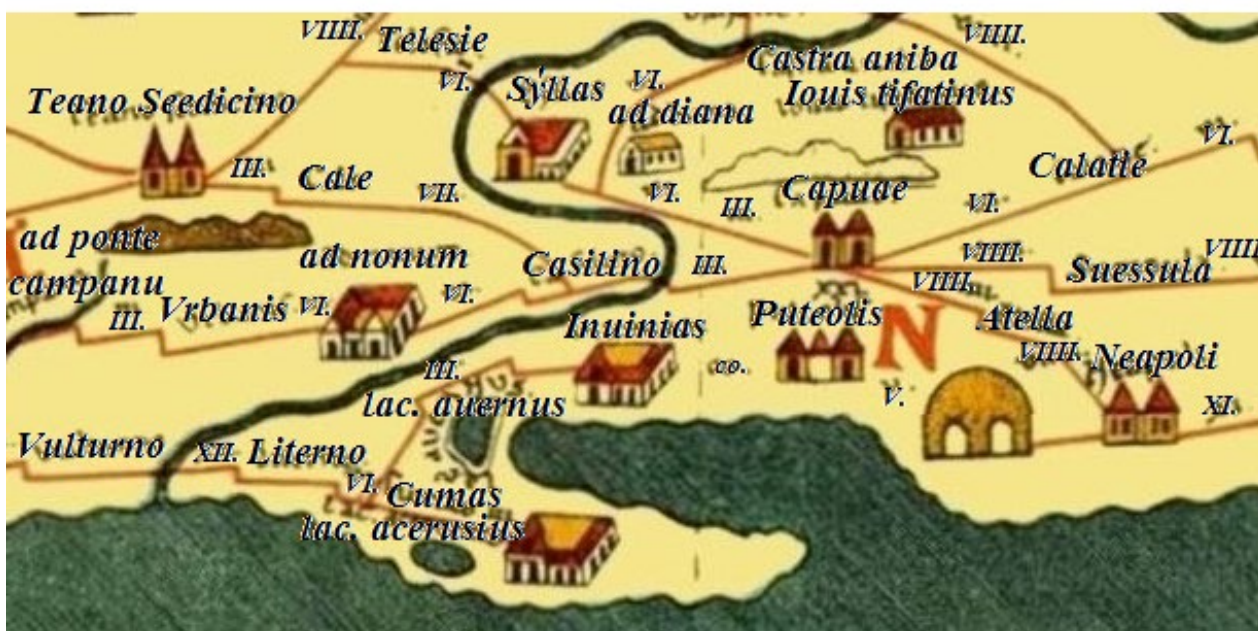 VIIII.
Telesie
VI.
Syllas
VI.
Castra aniba
VIIII.
Teano Seedicino
ad diana
Iouis tifatinus
VI.
III.
Cale
VII.
VI.
III.
Capuae
VI.
Calatie
ad ponte
campanu
ad nonum
Casilino
III.
VIIII.
Suessula
VIIII.
III.
Vrbanis
VI.
VI.
Inuinias
Puteolis
N
VIIII.
Atella
III.
co.
V.
VIIII.
Neapoli
XI.
lac. auernus
Vulturno
XII.
Literno
VI.
Cumas
lac. acerusius